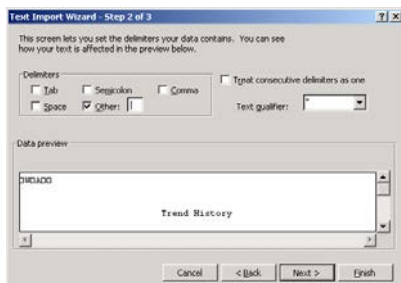 Text Import Wizard - Step 2 of 3
This screen lets you set the delimiters your data contains. You can see
how your text is affected in the preview below.
Delimiters
Tab Semicolon Comma
Space Other: |
Treat consecutive delimiters as one
Text qualifier: "
Data preview
Trend History
Cancel < Back Next > Finish